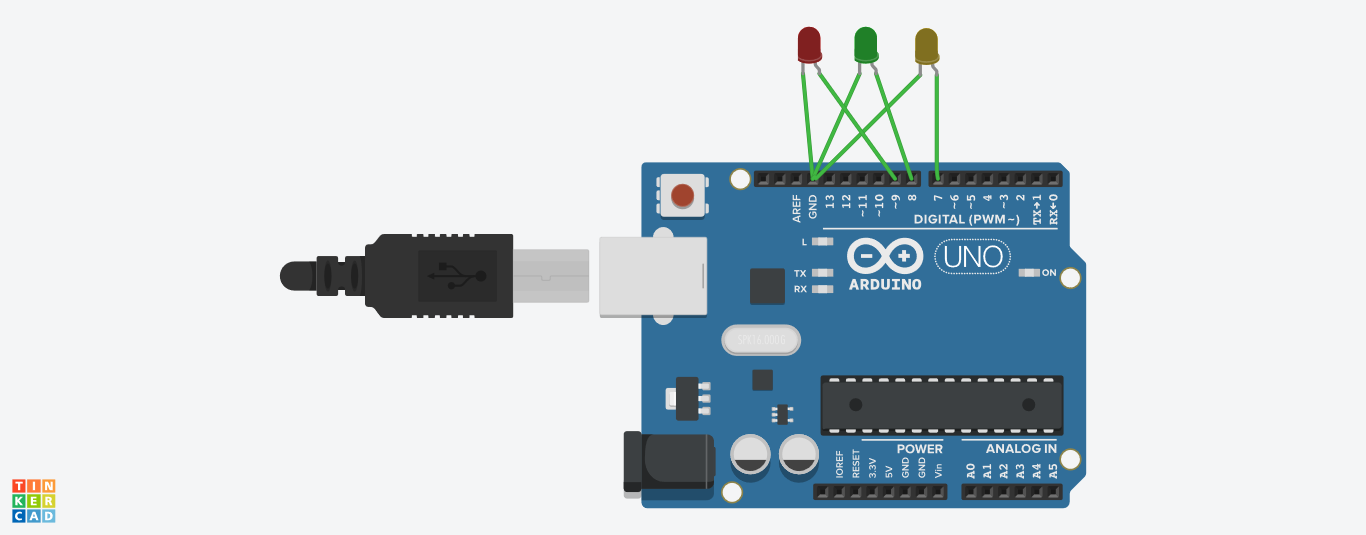 AREF
GND
13
12
~11
~10
~9
8
7
~6
~5
4
~3
2
TX→1
RX←0
DIGITAL (PWM~)
L
TX
RX
UNO
ON
ARDUINO
POWER
ANALOG IN
IOREF
RESET
3.3V
5V
GND
GND
Vin
A0
A1
A2
A3
A4
A5
TIN
KER
CAD